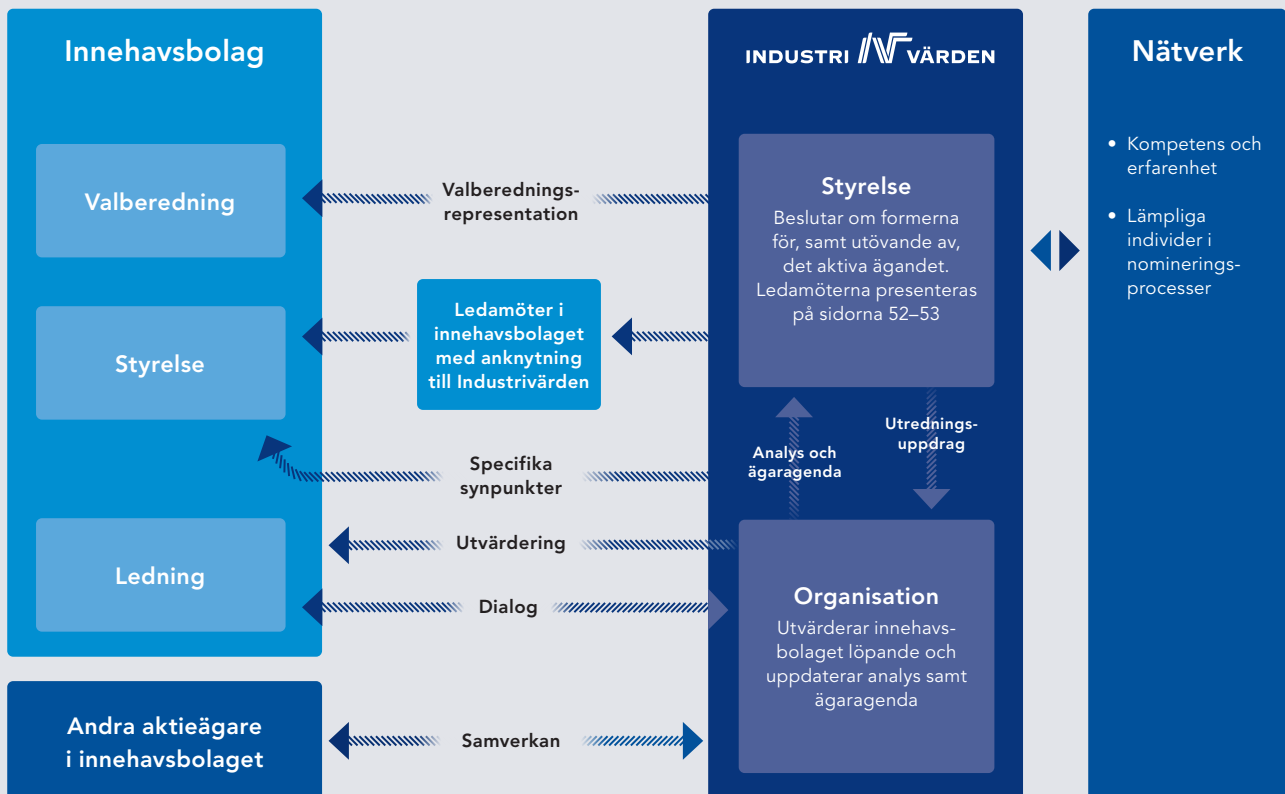 Innehavsbolag
Valberedning
Styrelse
Ledning
Andra aktieägare
i innehavsbolaget
Valberednings-
representation
Ledamöter i
innehavsbolaget
med anknytning
till Industrivärden
Specifika
synpunkter
Utvärdering
Dialog
Samverkan
INDUSTRI VÄRDEN
Styrelse
Beslutar om formerna
för, samt utövande av,
det aktiva ägandet.
Ledamöterna presenteras
på sidorna 52–53
Analys och
ägaragenda
Utrednings-
uppdrag
Organisation
Utvärderar innehavs-
bolaget löpande och
uppdaterar analys samt
ägaragenda
Nätverk
• Kompetens och
erfarenhet
• Lämpliga
individer i
nominerings-
processer